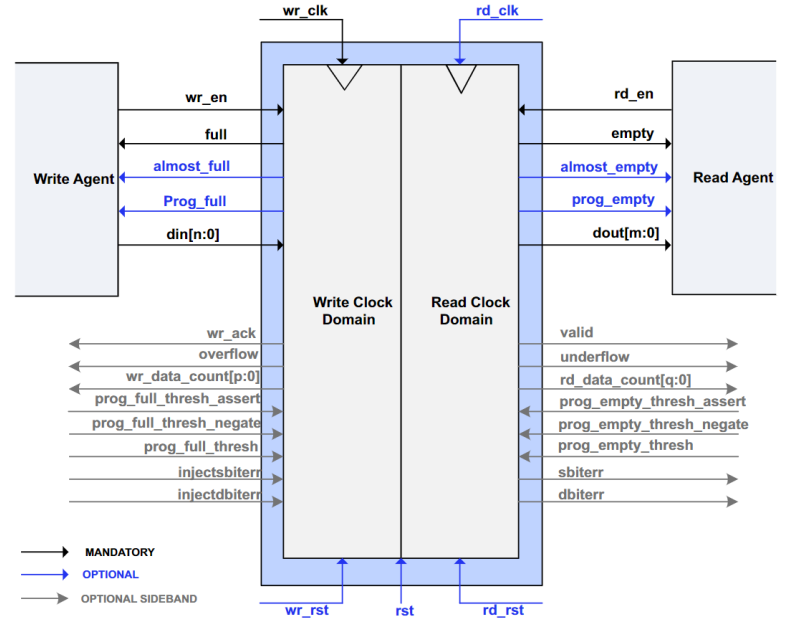 wr_clk
rd_clk
wr_en
rd_en
full
empty
almost_full
almost_empty
Write Agent
Read Agent
Prog_full
prog_empty
din[n:0]
dout[m:0]
Write Clock
Domain
Read Clock
Domain
wr_ack
valid
overflow
underflow
wr_data_count[p:0]
rd_data_count[q:0]
prog_full_thresh_assert
prog_empty_thresh_assert
prog_full_thresh_negate
prog_empty_thresh_negate
prog_full_thresh
prog_empty_thresh
injectsbiterr
sbiterr
injectdbiterr
dbiterr
MANDATORY
OPTIONAL
OPTIONAL SIDEBAND
wr_rst
rst
rd_rst